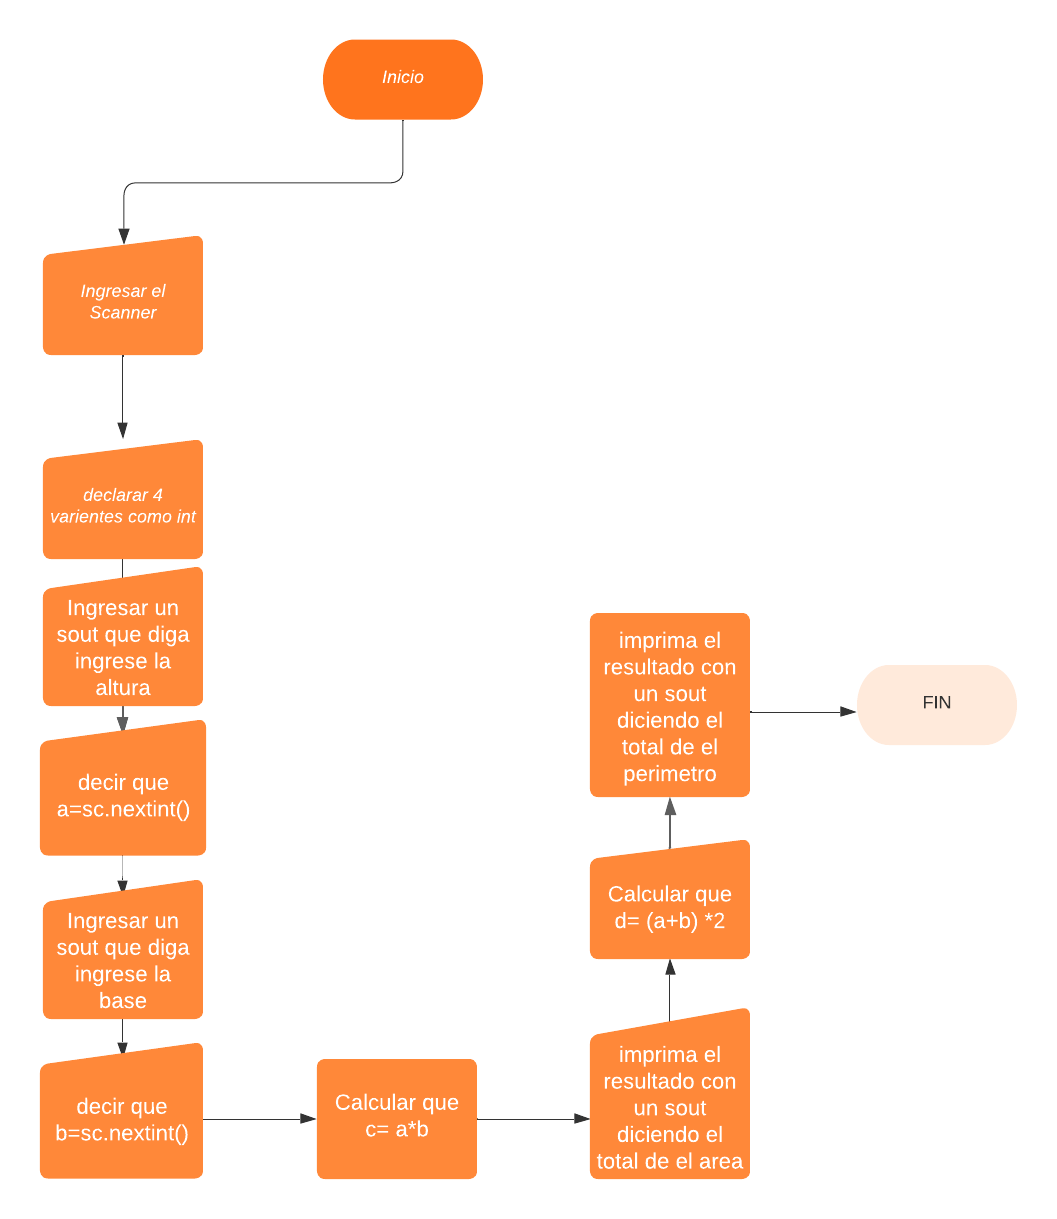 Inicio
Ingresar el
Scanner
declarar 4
varientes como int
Ingresar un
sout que diga
ingrese la
altura
decir que
a=sc.nextint()
Ingresar un
sout que diga
ingrese la
base
decir que
b=sc.nextint()
Calcular que
c= a*b
imprima el
resultado con
un sout
diciendo el
total de el area
Calcular que
d= (a+b) *2
imprima el
resultado con
un sout
diciendo el
total de el
perimetro
FIN